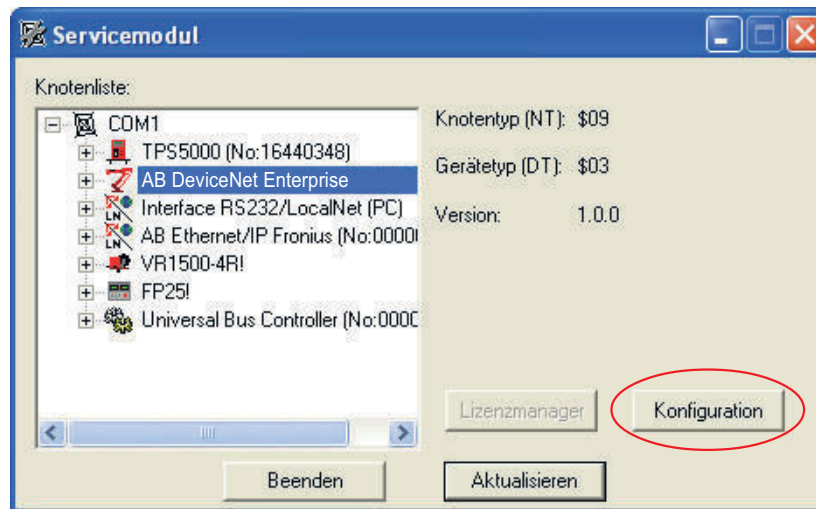 Servicemodul
Knotenliste:
COM1
TPS5000 (No:16440348)
AB DeviceNet Enterprise
Interface RS232/LocalNet (PC)
AB Ethernet/IP Fronius (No:0000
VR1500-4R!
FP25!
Universal Bus Controller (No:0000
Knotentyp (NT): $09
Gerätetyp (DT): $03
Version: 1.0.0
Lizenzmanager
Konfiguration
Beenden
Aktualisieren